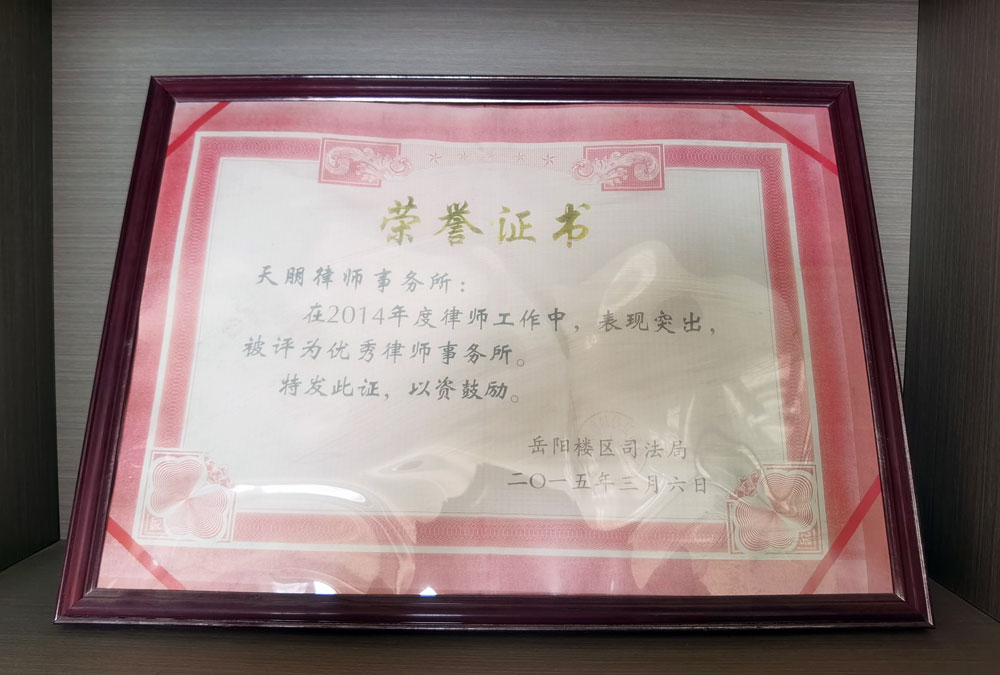 荣誉证书
天朋律师事务所：
在2014年度律师工作中，表现突出，
被评为优秀律师事务所。
特发此证，以资鼓励。
岳阳楼区司法局
二〇一五年三月六日